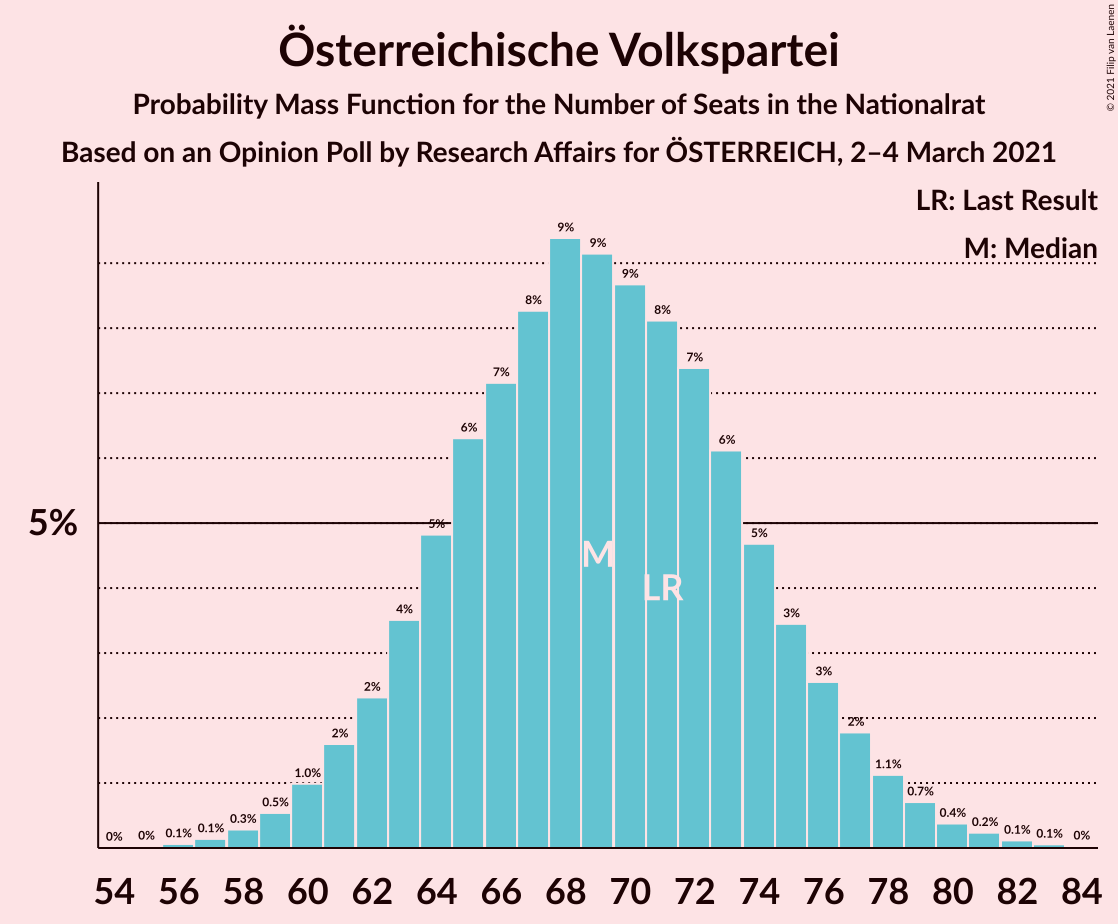 Österreichische Volkspartei
Probability Mass Function for the Number of Seats in the Nationalrat
Based on an Opinion Poll by Research Affairs for ÖSTERREICH, 2–4 March 2021
© 2021 Filip van Laenen
LR: Last Result
M: Median
5%
0% 0% 0.1% 0.1% 0.3% 0.5% 1.0% 2% 2% 4% 5% 6% 7% 8% 9% 9% 9% 8% 7% 6% 5% 3% 3% 2% 1.1% 0.7% 0.4% 0.2% 0.1% 0.1% 0%
M
LR
54 56 58 60 62 64 66 68 70 72 74 76 78 80 82 84